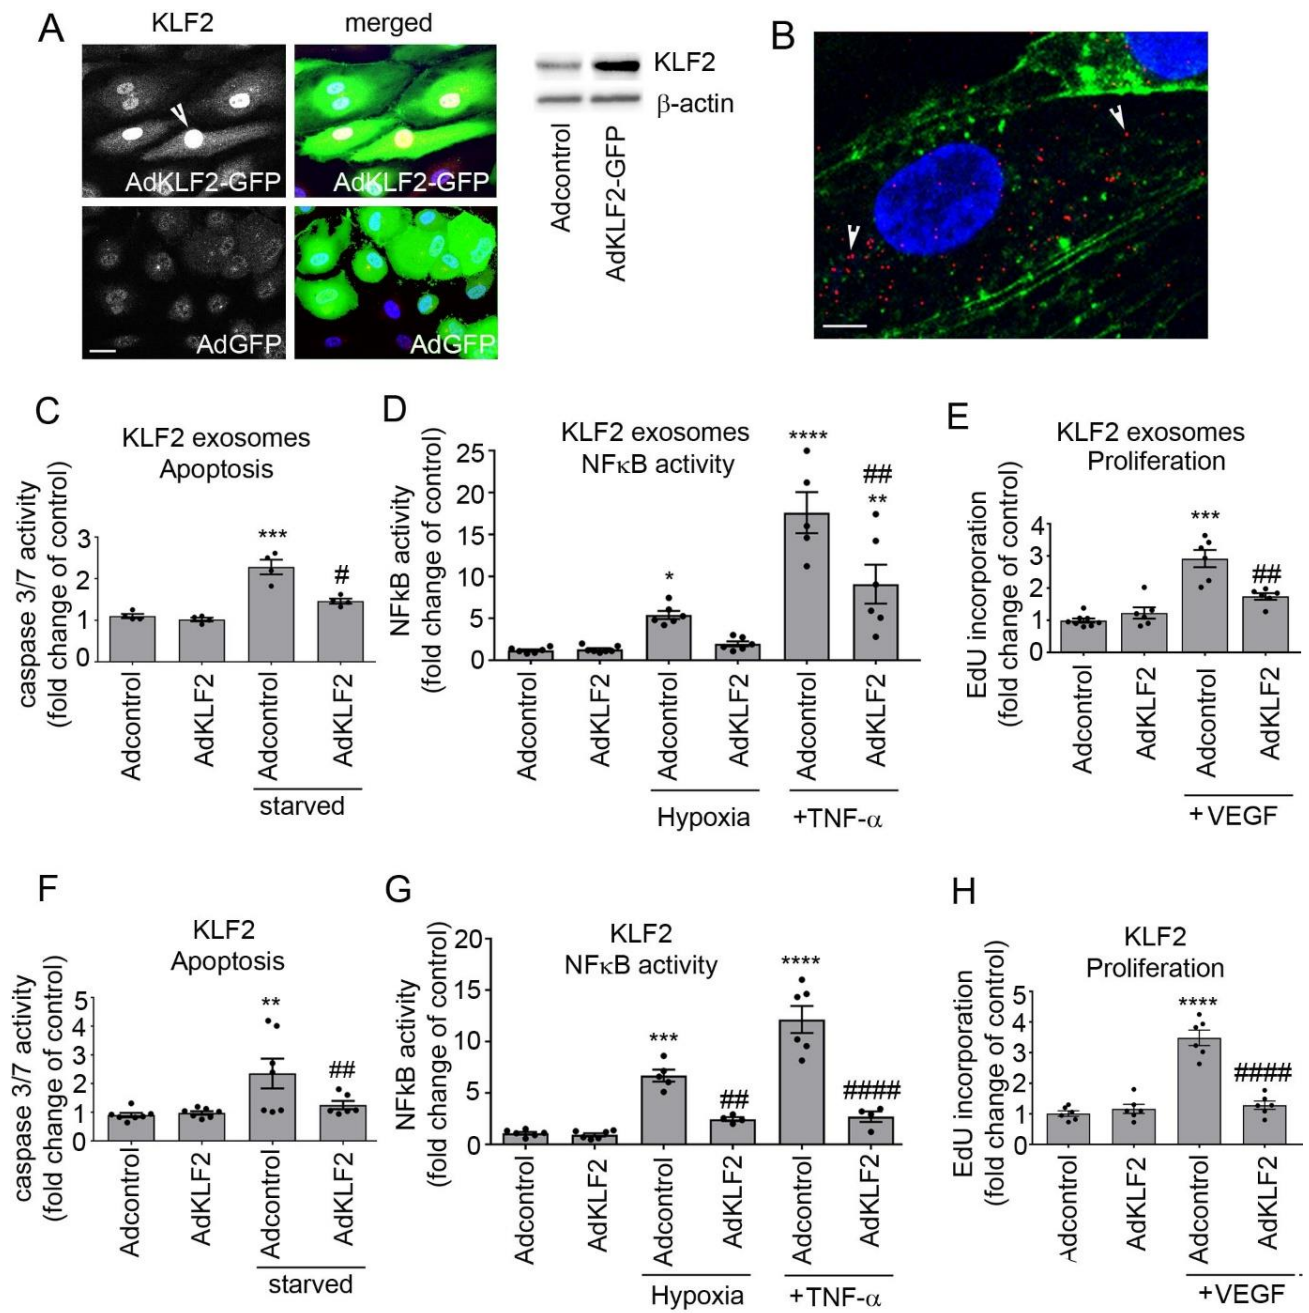 A
KLF2
merged
AdKLF2-GFP
AdKLF2-GFP
AdGFP
AdGFP
KLF2
β-actin
Adcontrol
AdKLF2-GFP
B
C
KLF2 exosomes
Apoptosis
caspase 3/7 activity
(fold change of control)
3
2
1
0
***
#
Adcontrol
AdKLF2
Adcontrol
AdKLF2
starved
D
KLF2 exosomes
NFκB activity
NFkB activity
(fold change of control)
25
20
15
10
5
0
*
****
##
**
Adcontrol
AdKLF2
Adcontrol
AdKLF2
Adcontrol
AdKLF2
Hypoxia
+TNF-α
E
KLF2 exosomes
Proliferation
EdU incorporation
(fold change of control)
4
3
2
1
0
***
##
Adcontrol
AdKLF2
Adcontrol
AdKLF2
+VEGF
F
KLF2
Apoptosis
caspase 3/7 activity
(fold change of control)
5
4
3
2
1
0
**
##
Adcontrol
AdKLF2
Adcontrol
AdKLF2
starved
G
KLF2
NFκB activity
NFkB activity
(fold change of control)
20
15
10
5
0
***
##
****
####
Adcontrol
AdKLF2
Adcontrol
AdKLF2
Adcontrol
AdKLF2
Hypoxia
+TNF-α
H
KLF2
Proliferation
EdU incorporation
(fold change of control)
5
4
3
2
1
0
****
####
Adcontrol
AdKLF2
Adcontrol
AdKLF2
+VEGF